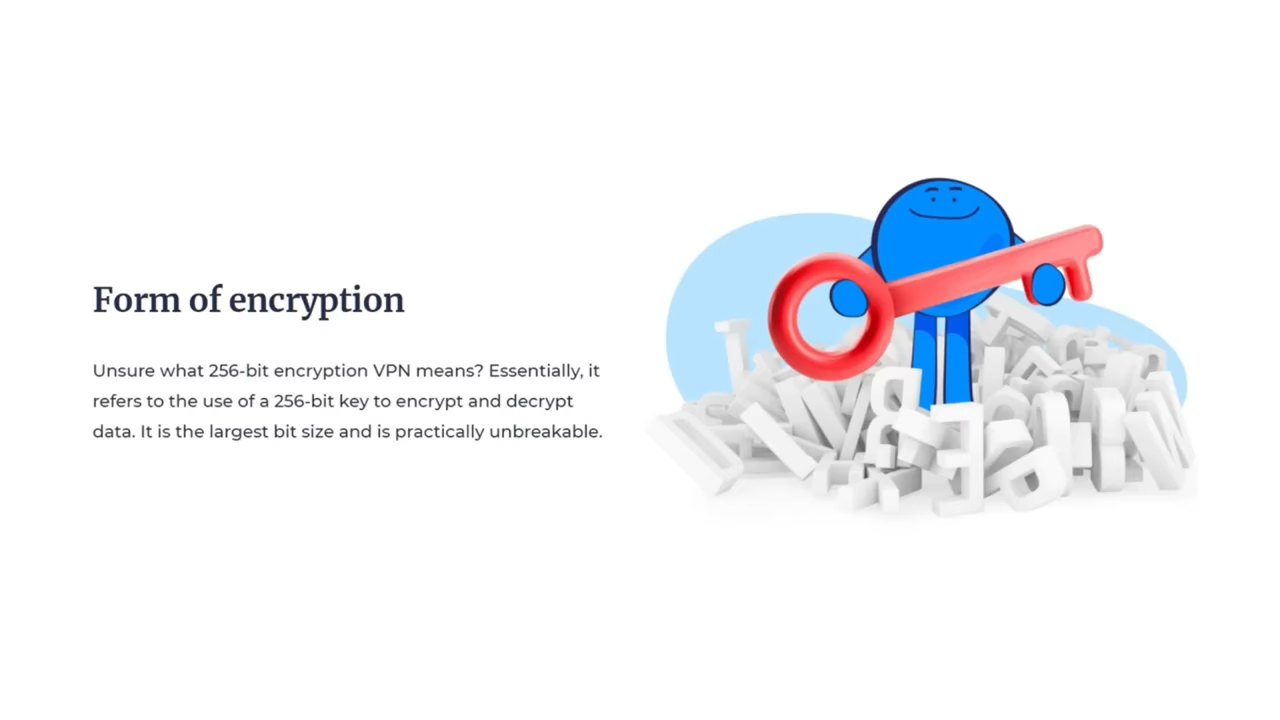 Form of encryption
Unsure what 256-bit encryption VPN means? Essentially, it
refers to the use of a 256-bit key to encrypt and decrypt
data. It is the largest bit size and is practically unbreakable.